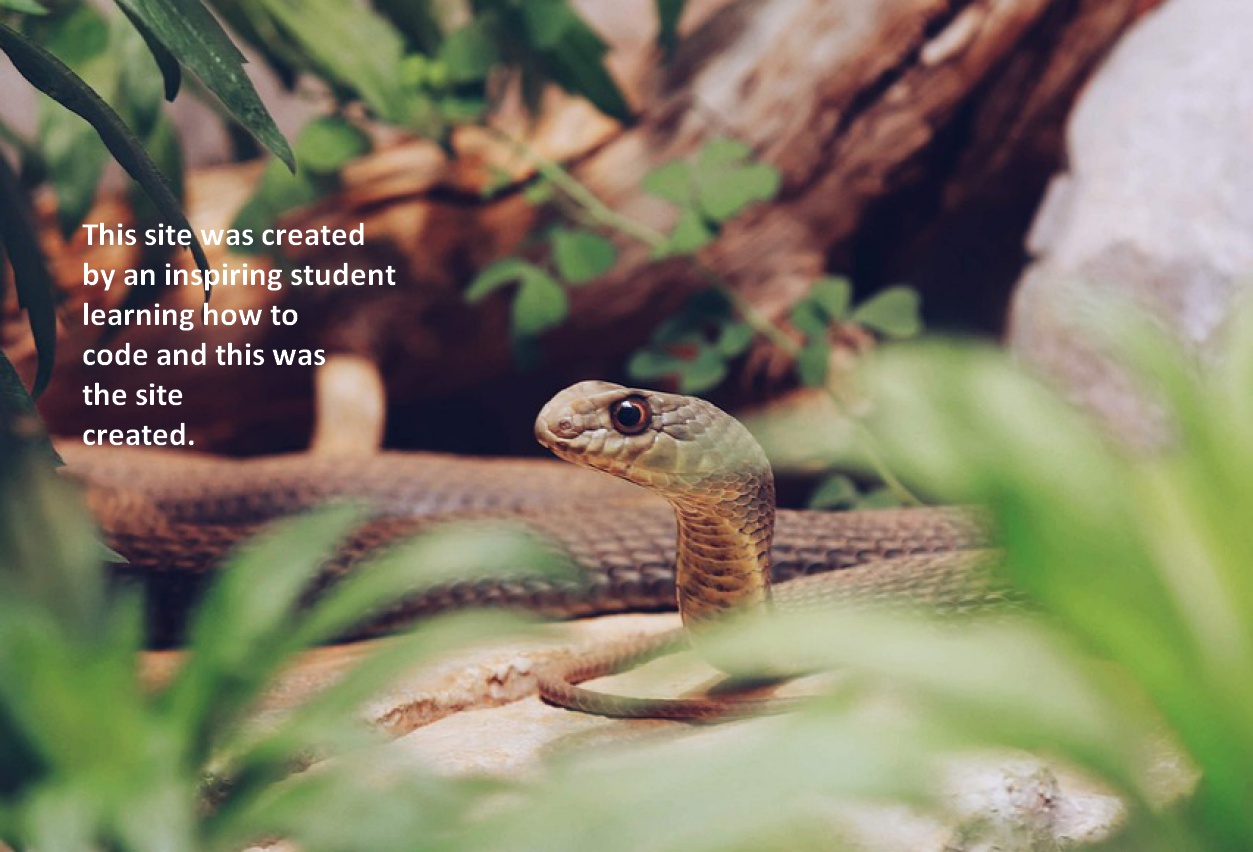 This site was created
by an inspiring student
learning how to
code and this was
the site
created.